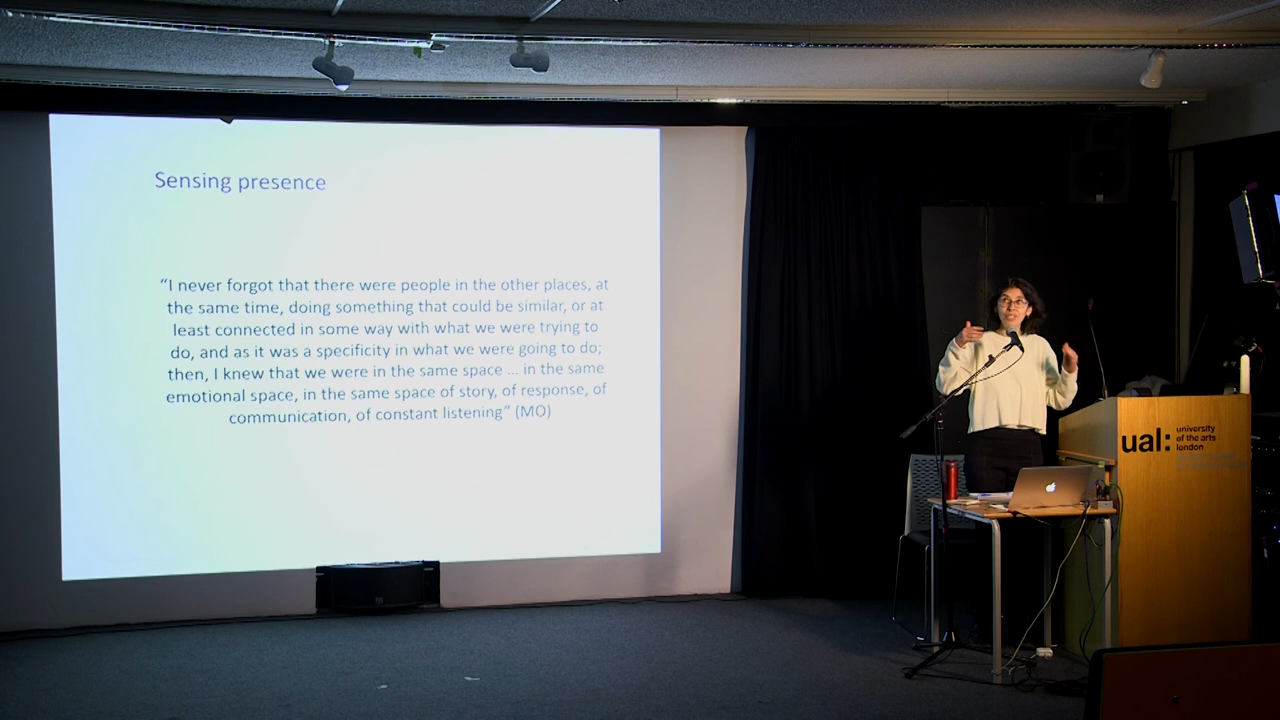 Sensing presence
“I never forgot that there were people in the other places, at
the same time, doing something that could be similar, or at
least connected in some way with what we were trying to
do, and as it was a specificity in what we were going to do;
then, I knew that we were in the same space … in the same
emotional space, in the same space of story, of response, of
communication, of constant listening” (MO)
ual: university
of the arts
london